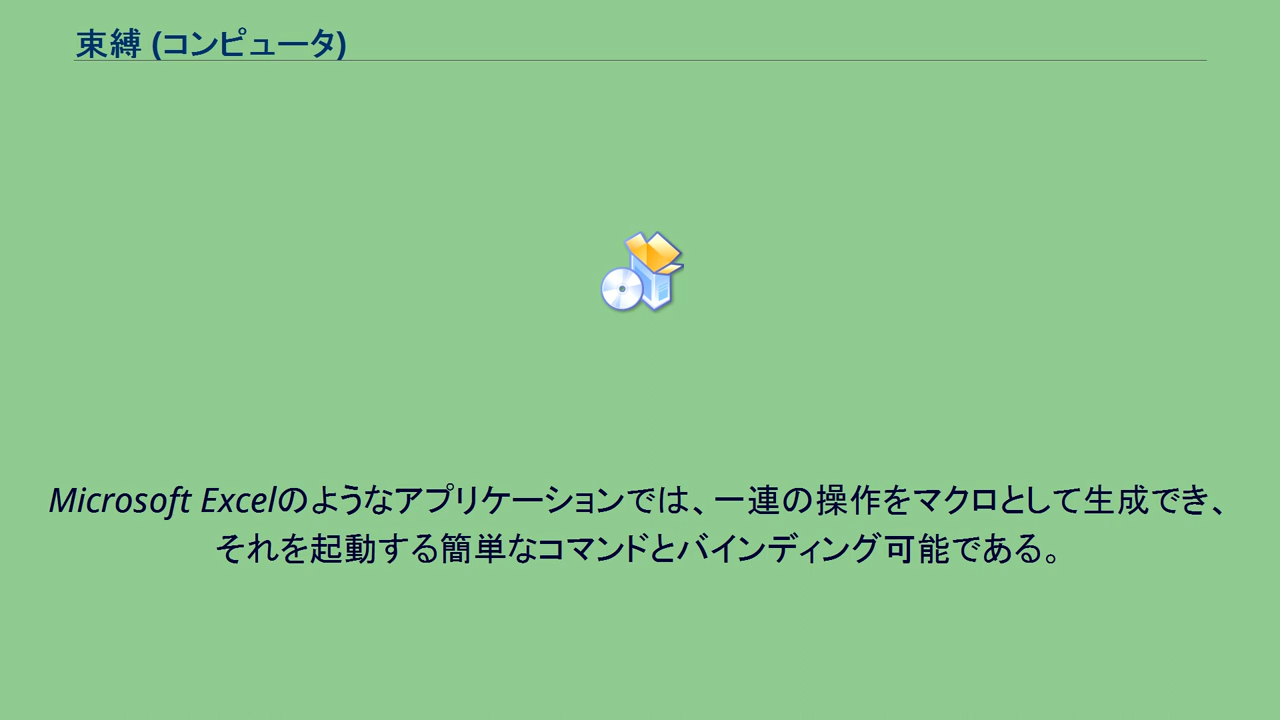 束縛 (コンピュータ)
Microsoft Excelのようなアプリケーションでは、一連の操作をマクロとして生成でき、
それを起動する簡単なコマンドとバインディング可能である。